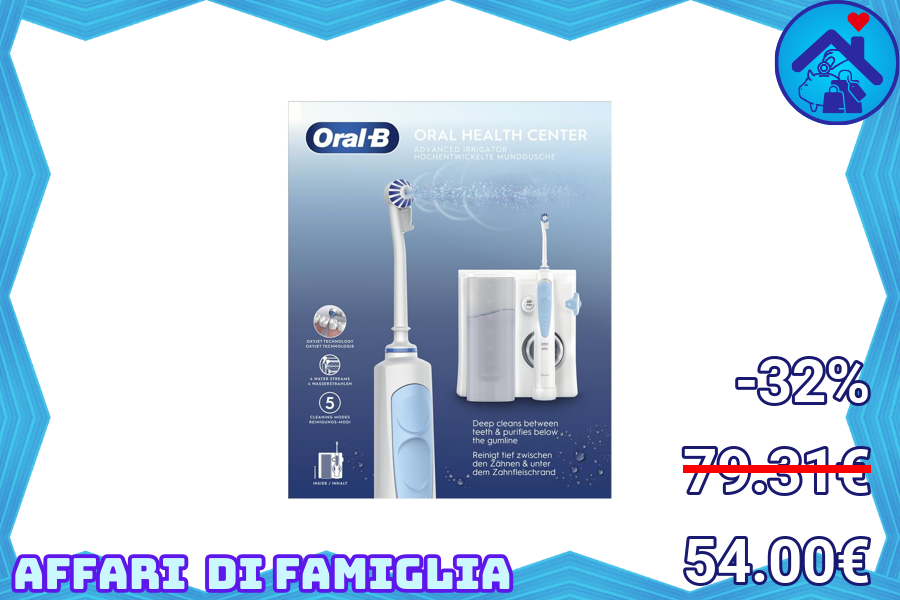 Oral-B
ORAL HEALTH CENTER
ADVANCED IRRIGATOR
HOCHENTWICKELTE MUNDDUSCHE
OXYJET TECHNOLOGY
OXYJET TECHNOLOGIE
4 WATER STREAMS
4 WASSERSTRAHLEN
5
CLEANING MODES
REINIGUNGS-MODI
INSIDE / INHALT
Deep cleans between
teeth & purifies below
the gumline
Reinigt tief zwischen
den Zähnen & unter
dem Zahnfleischrand
-32%
79.31€
54.00€
AFFARI DI FAMIGLIA